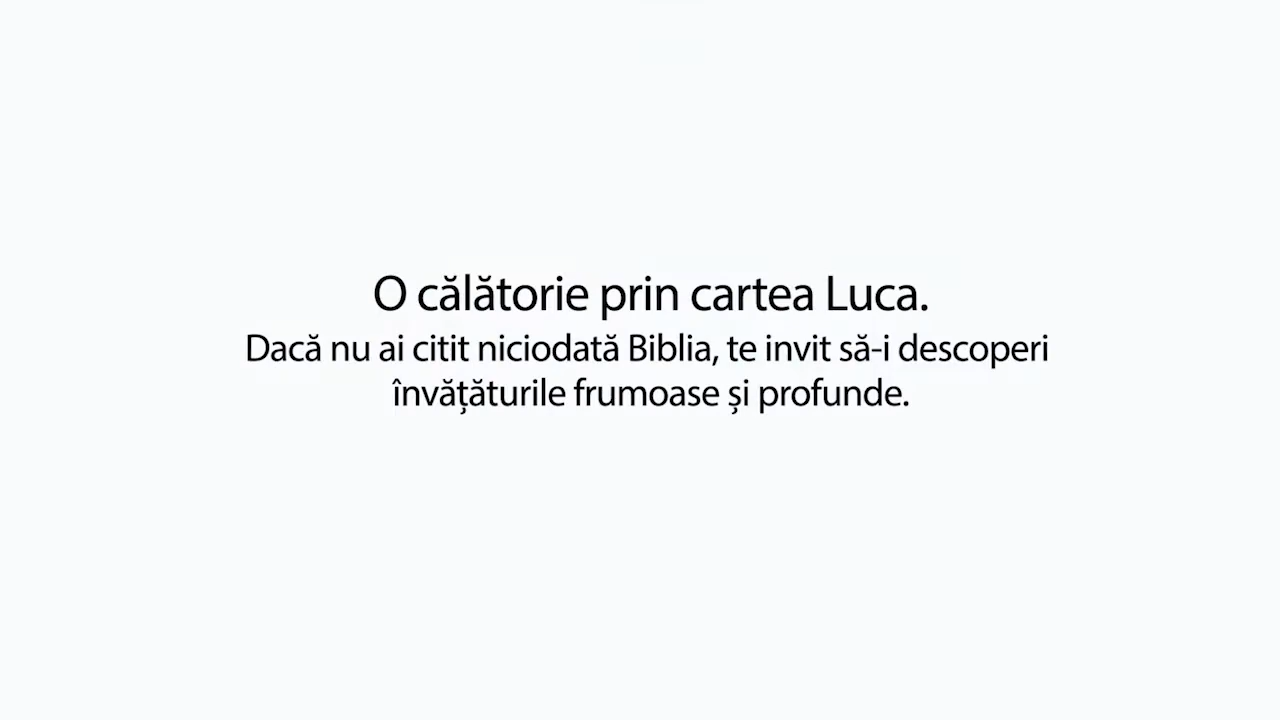 O călătorie prin cartea Luca.
Dacă nu ai citit niciodată Biblia, te invit să-i descoperi
învățăturile frumoase și profunde.